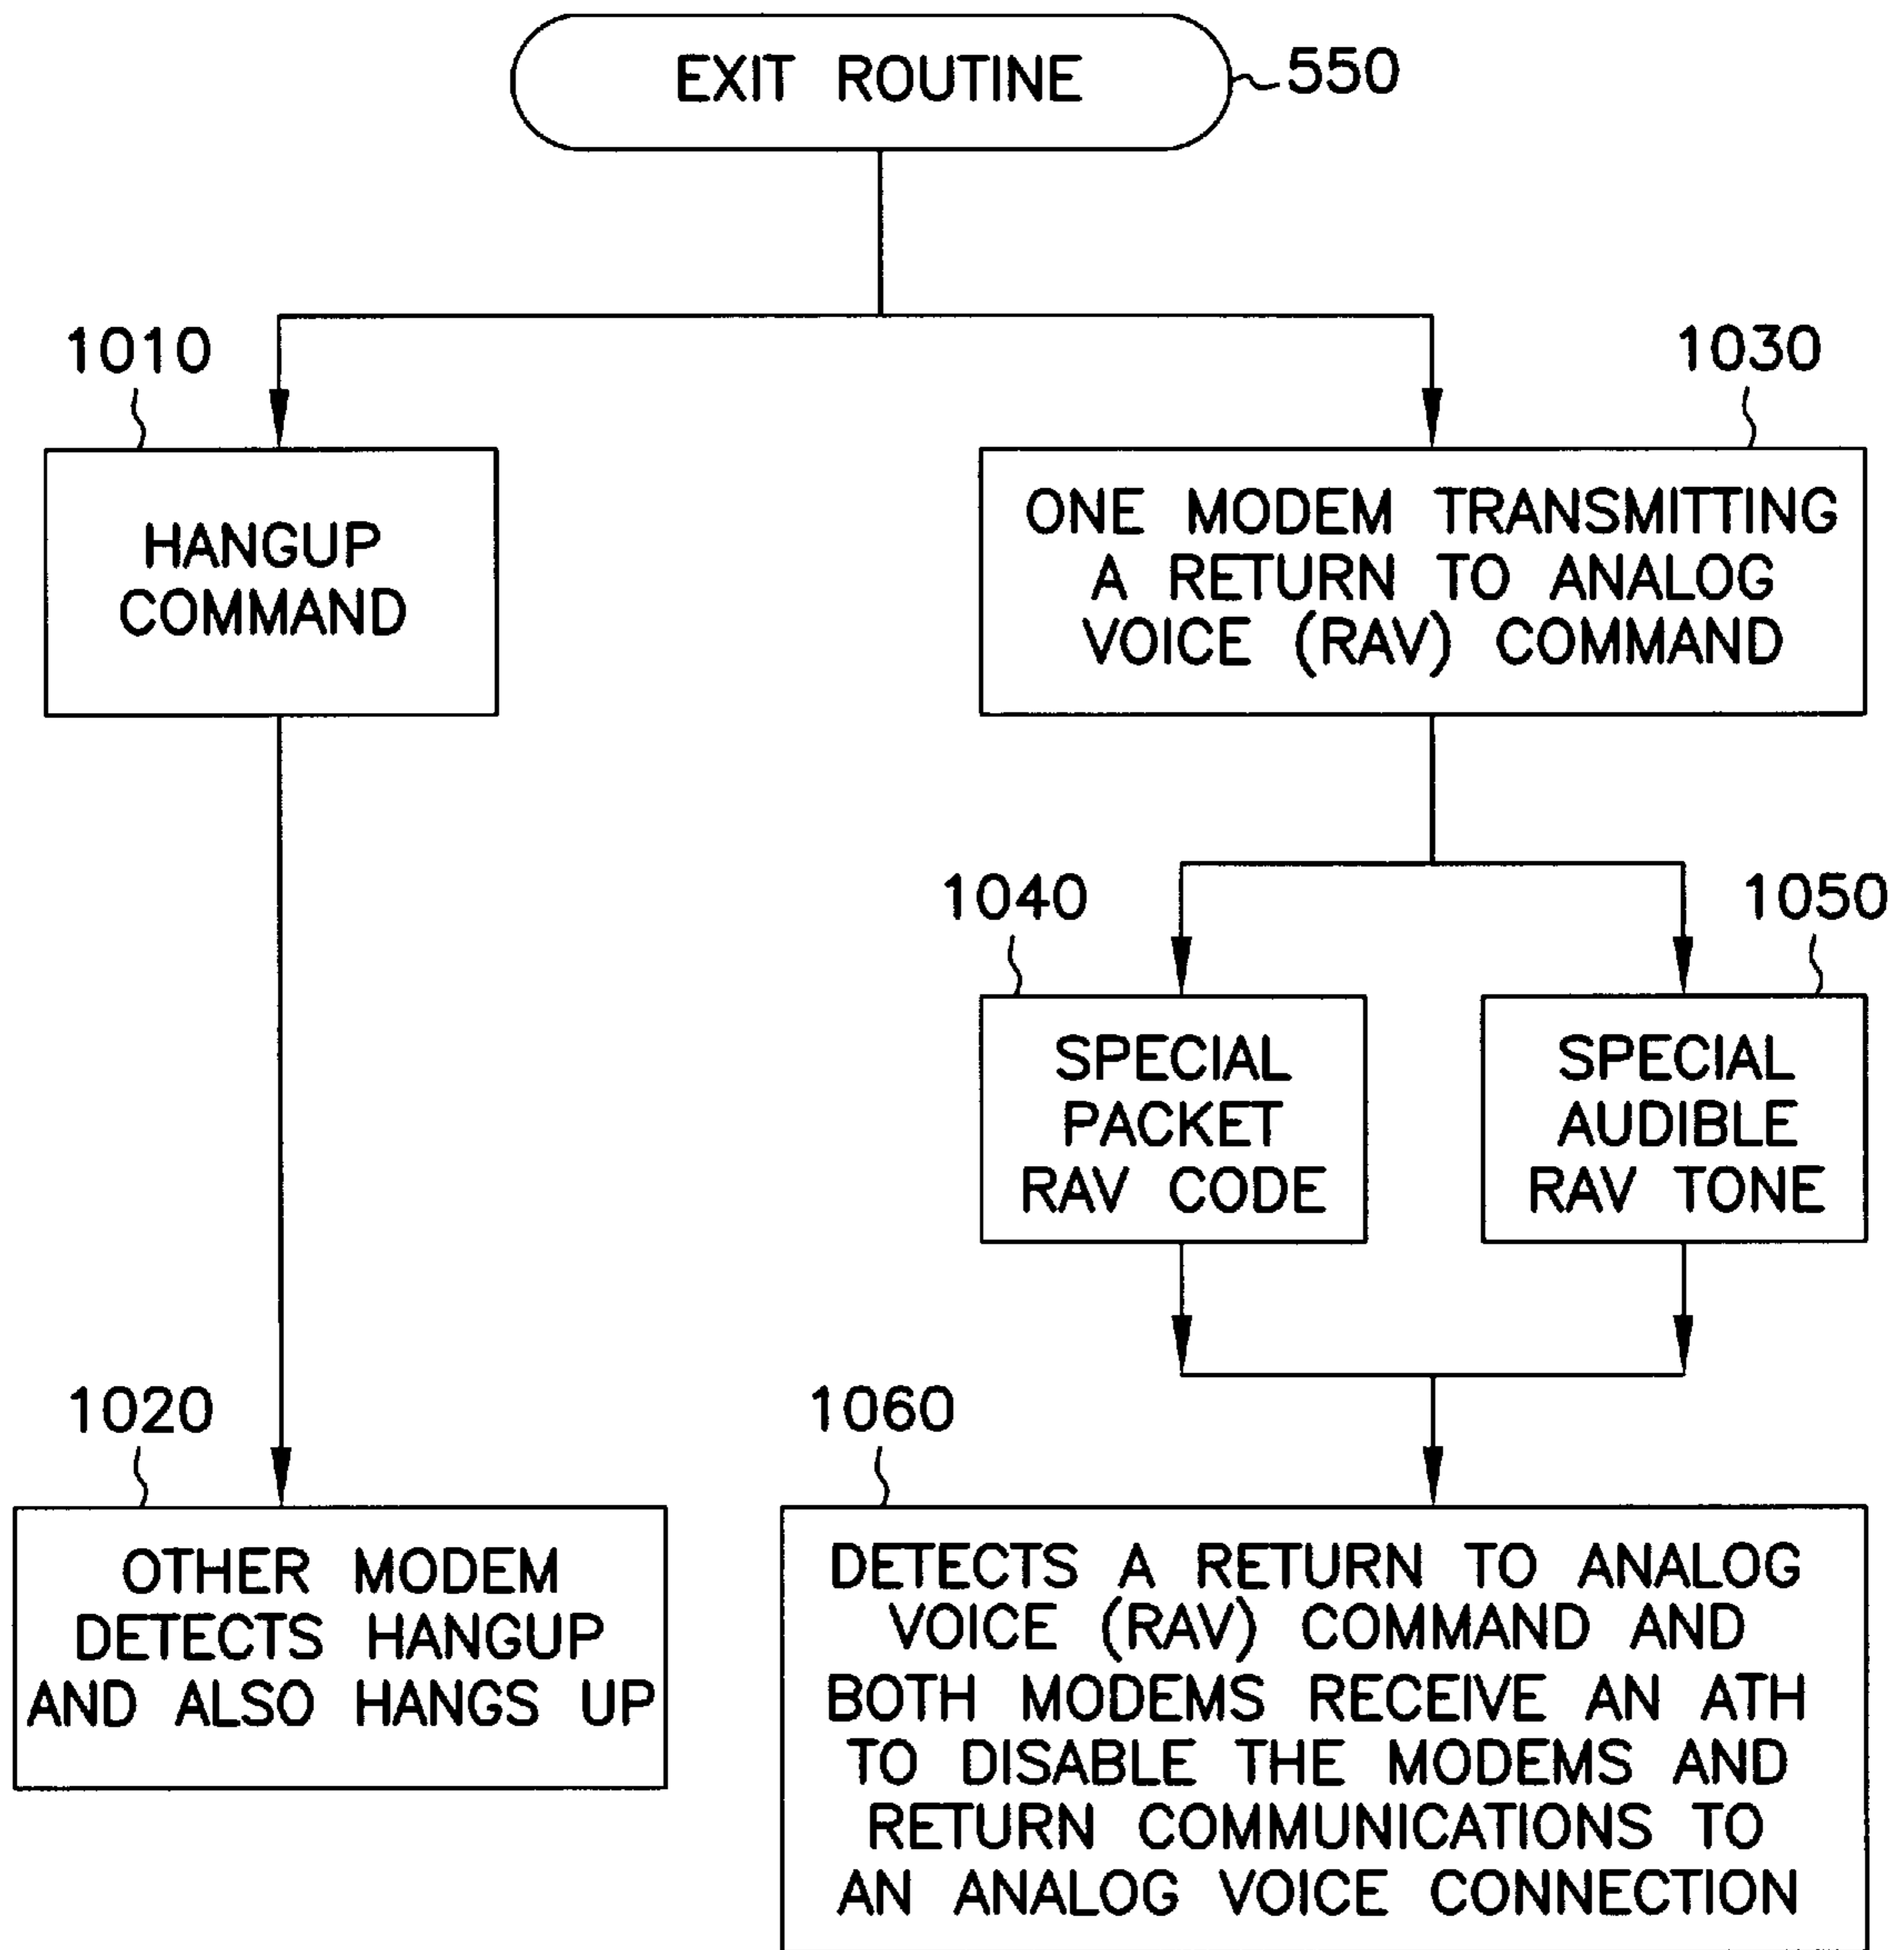 EXIT ROUTINE
550
1010
1030
HANGUP
COMMAND
ONE MODEM TRANSMITTING
A RETURN TO ANALOG
VOICE (RAV) COMMAND
1040
1050
SPECIAL
PACKET
RAV CODE
SPECIAL
AUDIBLE
RAV TONE
1020
1060
OTHER MODEM
DETECTS HANGUP
AND ALSO HANGS UP
DETECTS A RETURN TO ANALOG
VOICE (RAV) COMMAND AND
BOTH MODEMS RECEIVE AN ATH
TO DISABLE THE MODEMS AND
RETURN COMMUNICATIONS TO
AN ANALOG VOICE CONNECTION